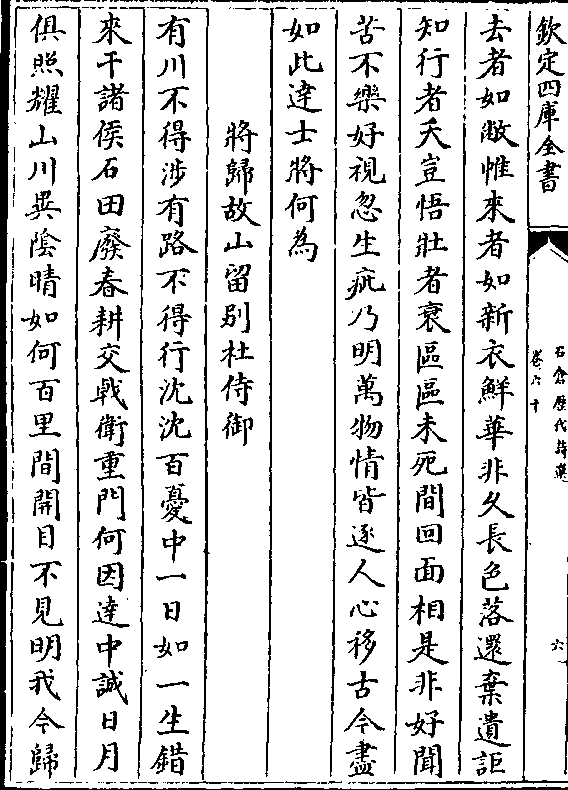 欽定四庫全書
石倉歷代詩選
卷六十
六
去者如敝惟來者如新衣鮮華非久長色落還棄遺詎
知行者夭豈悟壯者衰區區未死間回面相是非好聞
苦不樂好視忽生疵乃明萬物情皆逐人心移古今盡
如此達士將何為
將歸故山留別杜侍御
有川不得涉有路不得行沈沈百憂中一日如一生錯
來干諸侯石田廢春耕交戟衛重門何因達中誠日月
俱照耀山川異陰晴如何百里間開目不見明我今歸